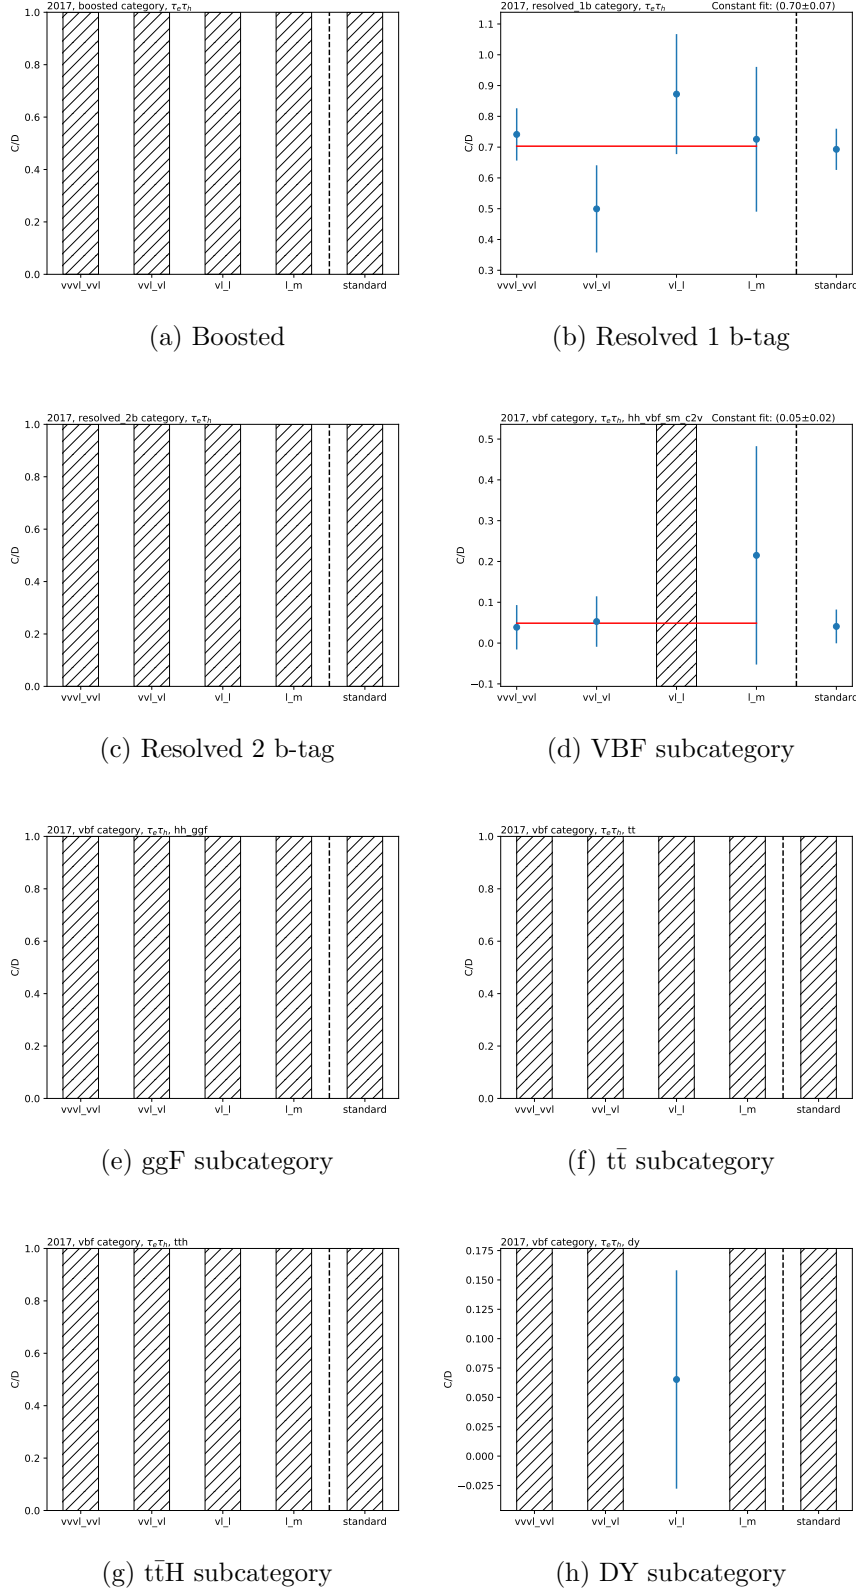 2017, boosted category, τ_eτ_h
1.0
0.8
0.6
0.4
0.2
0.0
C/D
vvvl_vvl vvl_vl vl_l l_m standard
(a) Boosted
2017, resolved_1b category, τ_eτ_h Constant fit: (0.70±0.07)
1.1
1.0
0.9
0.8
0.7
0.6
0.5
0.4
0.3
C/D
vvvl_vvl vvl_vl vl_l l_m standard
(b) Resolved 1 b-tag
2017, resolved_2b category, τ_eτ_h
1.0
0.8
0.6
0.4
0.2
0.0
C/D
vvvl_vvl vvl_vl vl_l l_m standard
(c) Resolved 2 b-tag
2017, vbf category, τ_eτ_h, hh_vbf_sm_c2v Constant fit: (0.05±0.02)
0.5
0.4
0.3
0.2
0.1
0.0
−0.1
C/D
vvvl_vvl vvl_vl vl_l l_m standard
(d) VBF subcategory
2017, vbf category, τ_eτ_h, hh_ggf
1.0
0.8
0.6
0.4
0.2
0.0
C/D
vvvl_vvl vvl_vl vl_l l_m standard
(e) ggF subcategory
2017, vbf category, τ_eτ_h, tt
1.0
0.8
0.6
0.4
0.2
0.0
C/D
vvvl_vvl vvl_vl vl_l l_m standard
(f) tt̄ subcategory
2017, vbf category, τ_eτ_h, tth
1.0
0.8
0.6
0.4
0.2
0.0
C/D
vvvl_vvl vvl_vl vl_l l_m standard
(g) tt̄H subcategory
2017, vbf category, τ_eτ_h, dy
0.175
0.150
0.125
0.100
0.075
0.050
0.025
0.000
−0.025
C/D
vvvl_vvl vvl_vl vl_l l_m standard
(h) DY subcategory